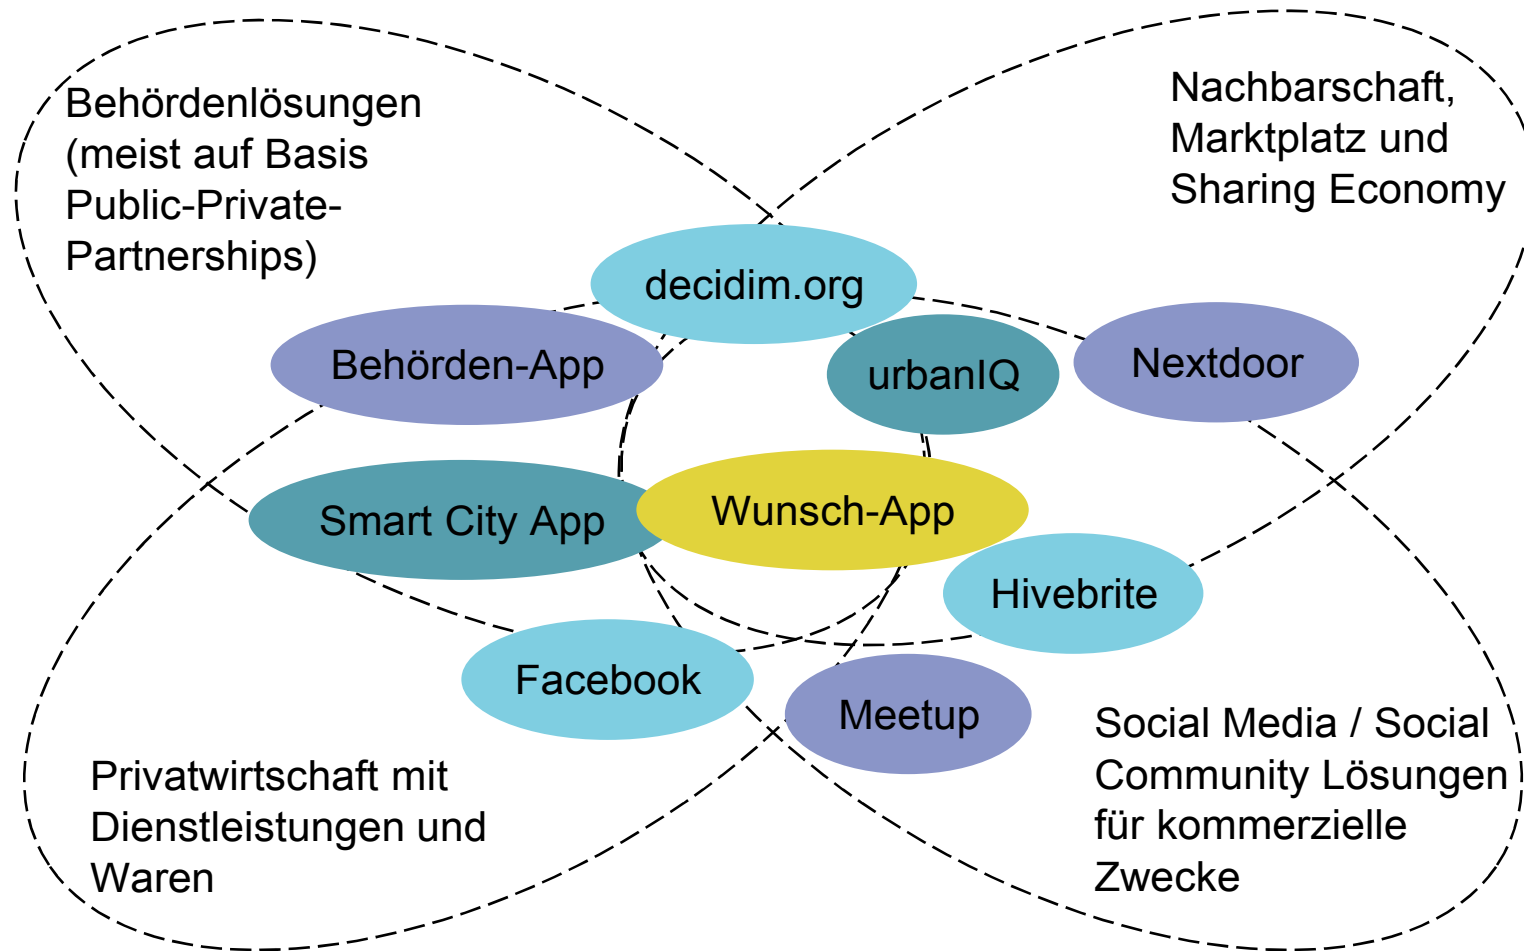 Behördenlösungen
(meist auf Basis
Public-Private-
Partnerships)
Nachbarschaft,
Marktplatz und
Sharing Economy
decidim.org
Behörden-App
urbanIQ
Nextdoor
Smart City App
Wunsch-App
Hivebrite
Facebook
Meetup
Privatwirtschaft mit
Dienstleistungen und
Waren
Social Media / Social
Community Lösungen
für kommerzielle
Zwecke